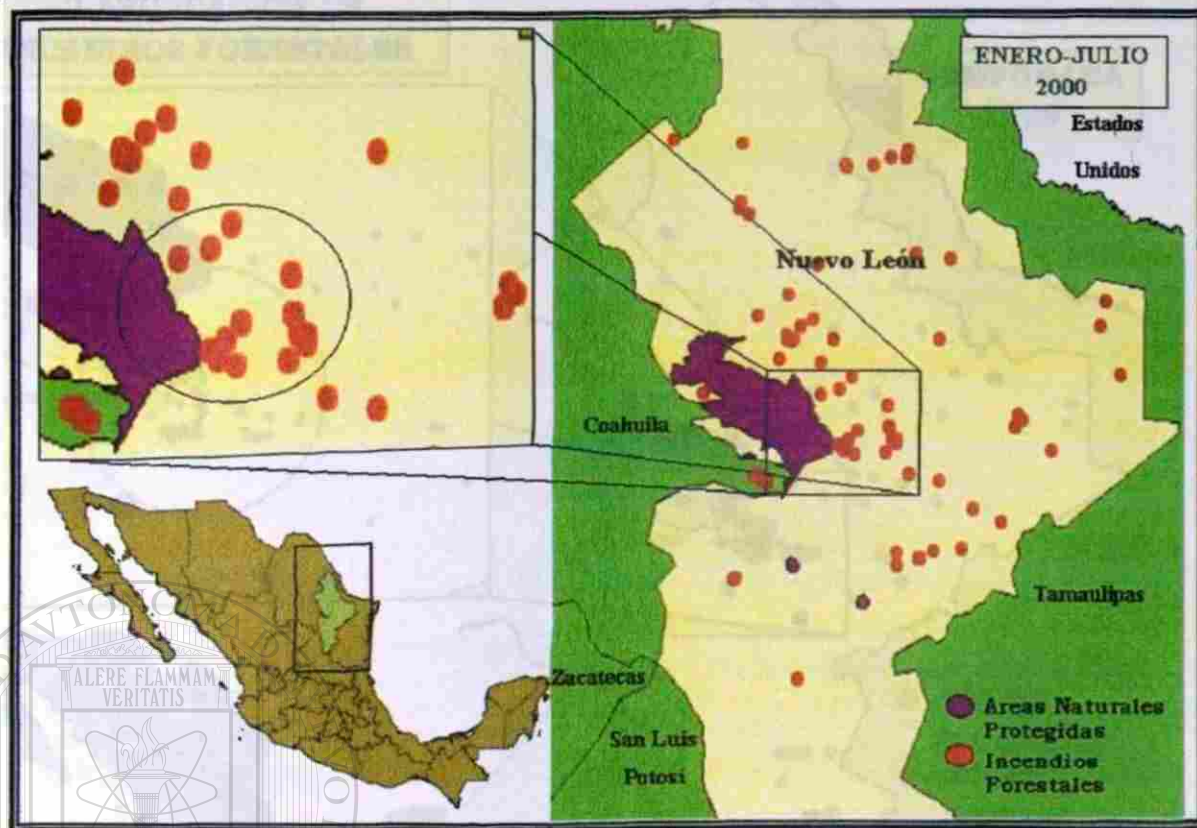 ENERO-JULIO
2000
Estados
Unidos
Nuevo León
Coahuila
Tamaulipas
Zacatecas
San Luis
Potosí
Areas Naturales
Protegidas
Incendios
Forestales
ALERE FLAMMAM
VERITATIS